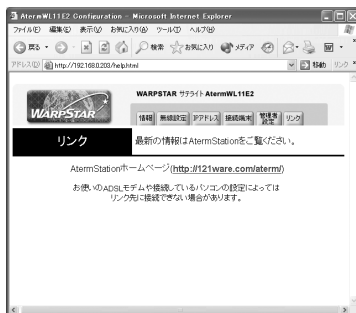 AtermWL11E2 Configuration - Microsoft Internet Explorer
ファイル(F) 編集(E) 表示(V) お気に入り(A) ツール(T) ヘルプ(H)
戻る 検索 お気に入り メディア
アドレス(D) http://192.168.0.203/help.html 移動 リンク
WARPSTAR
WARPSTAR サテライト AtermWL11E2
情報 無線設定 IPアドレス 接続端末 管理者設定 リンク
リンク
最新の情報はAtermStationをご覧ください。
AtermStationホームページ(http://121ware.com/aterm/)
お使いのADSLモデムや接続しているパソコンの設定によっては
リンク先に接続できない場合があります。